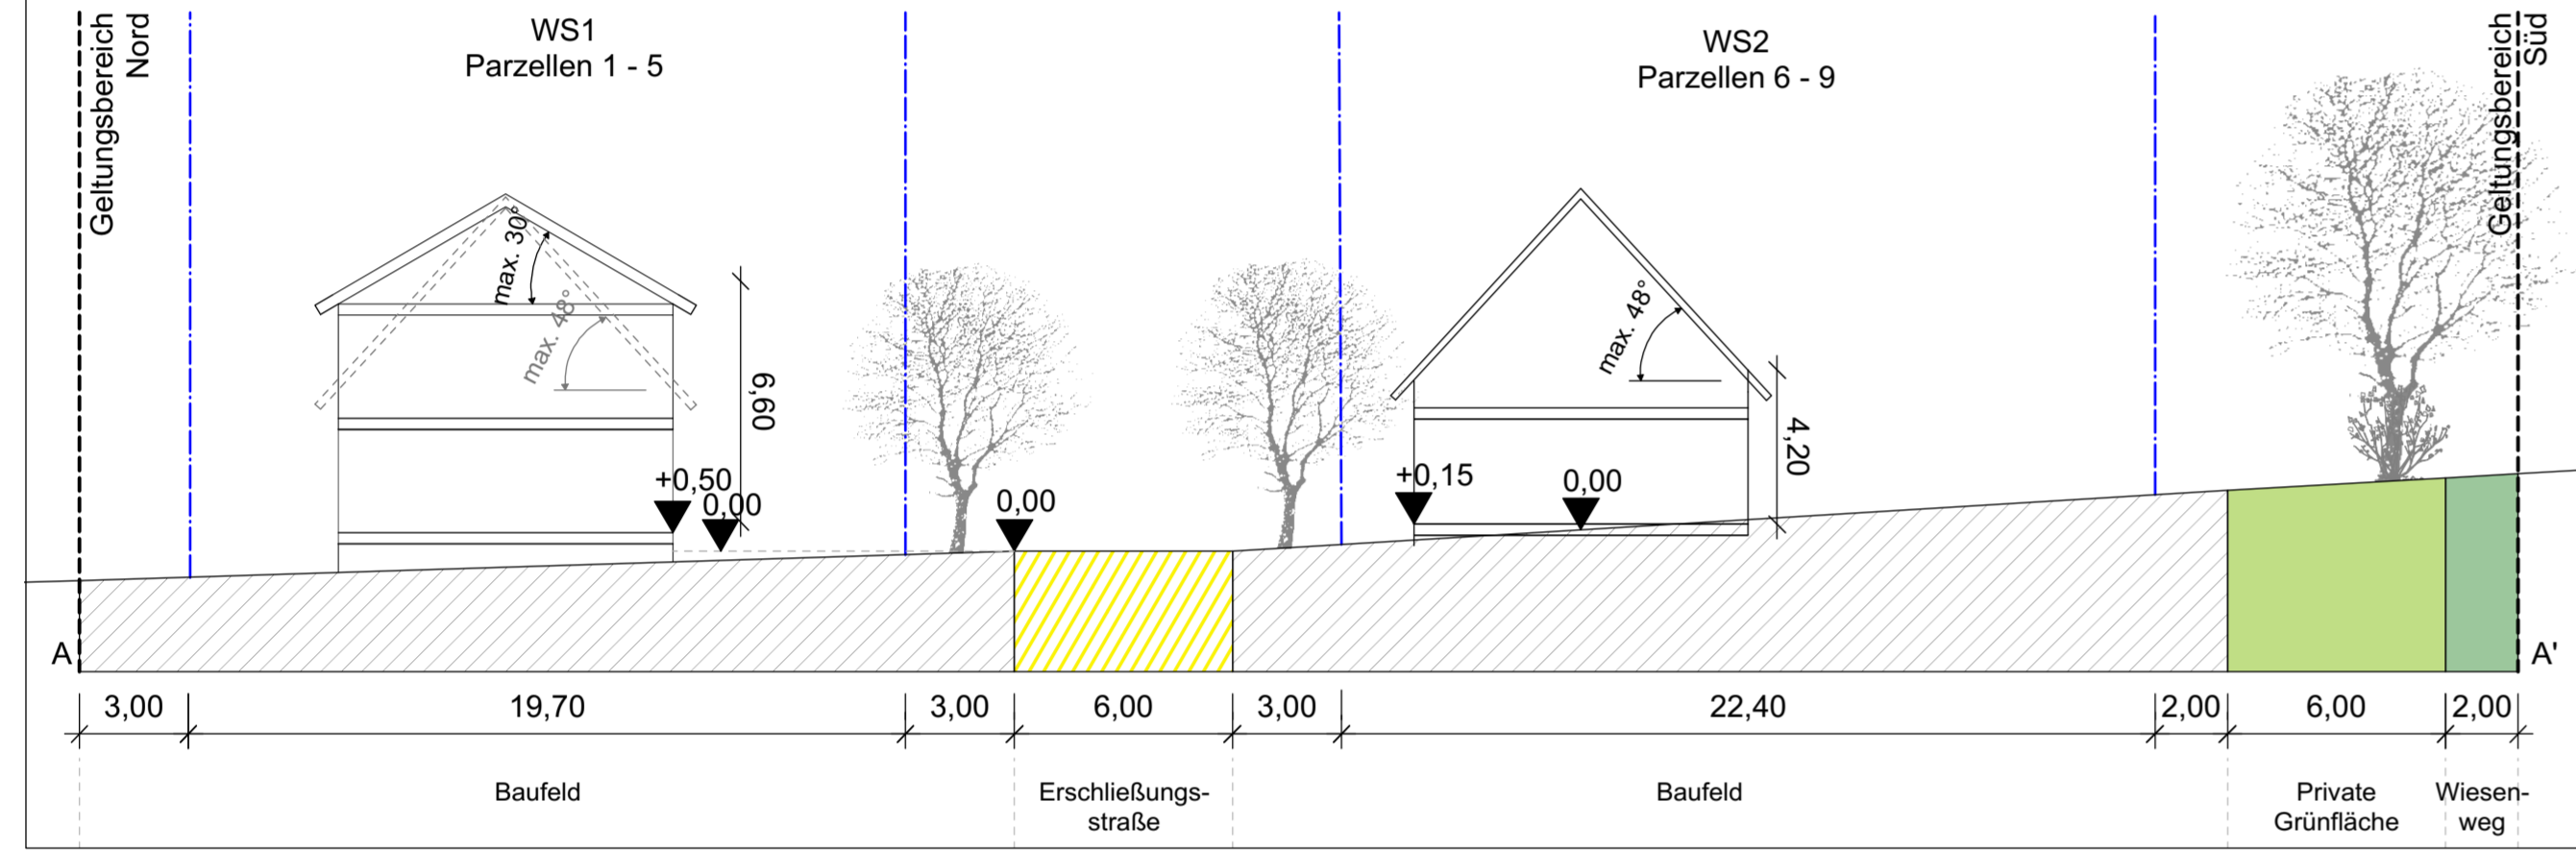 Geltungsbereich
Nord
WS1
Parzellen 1 - 5
WS2
Parzellen 6 - 9
Geltungsbereich
Süd
max. 30°
max. 48°
6,60
+0,50
0,00
0,00
max. 48°
+0,15
0,00
4,20
A
A'
3,00
19,70
3,00
6,00
3,00
22,40
2,00
6,00
2,00
Baufeld
Erschließungs-
straße
Baufeld
Private
Grünfläche
Wiesen-
weg